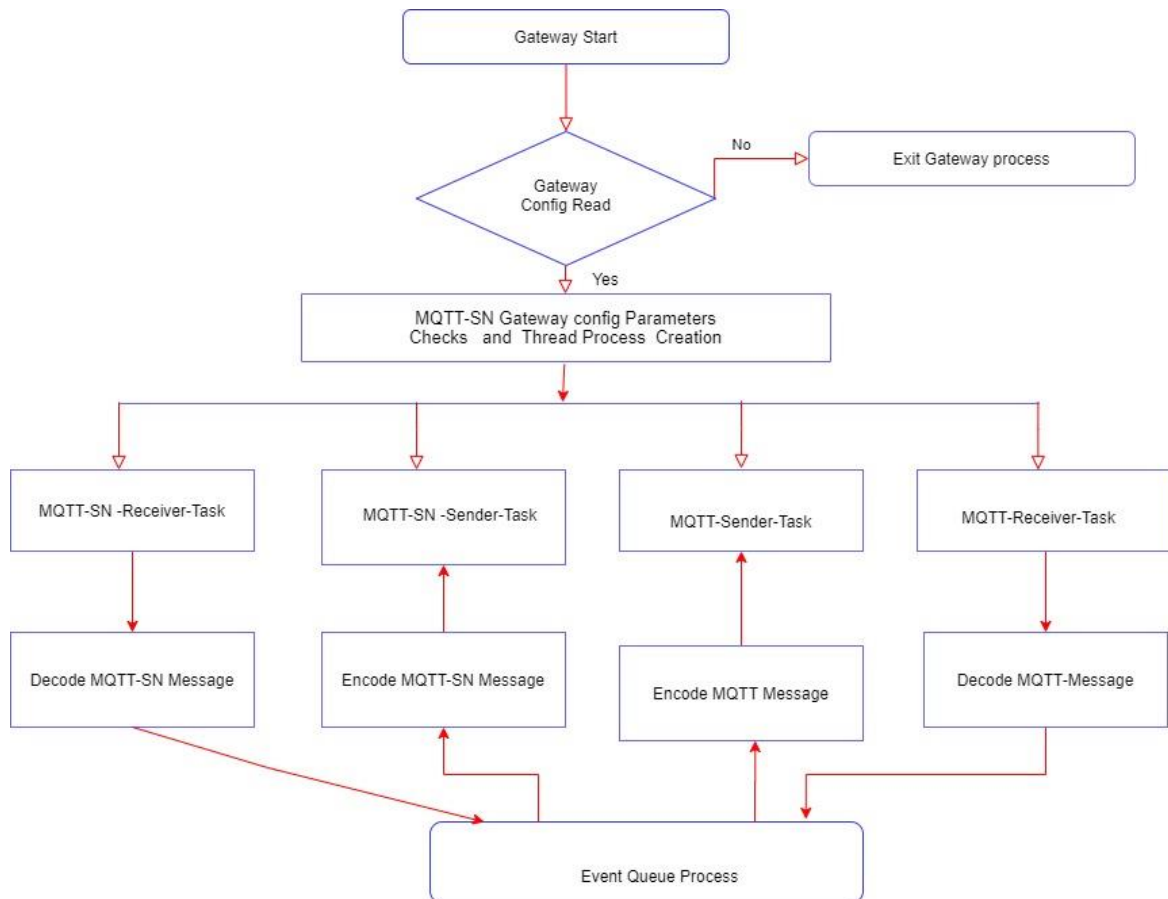 Gateway Start
No
Exit Gateway process
Gateway
Config Read
Yes
MQTT-SN Gateway config Parameters
Checks and Thread Process Creation
MQTT-SN -Receiver-Task
MQTT-SN -Sender-Task
MQTT-Sender-Task
MQTT-Receiver-Task
Decode MQTT-SN Message
Encode MQTT-SN Message
Encode MQTT Message
Decode MQTT-Message
Event Queue Process